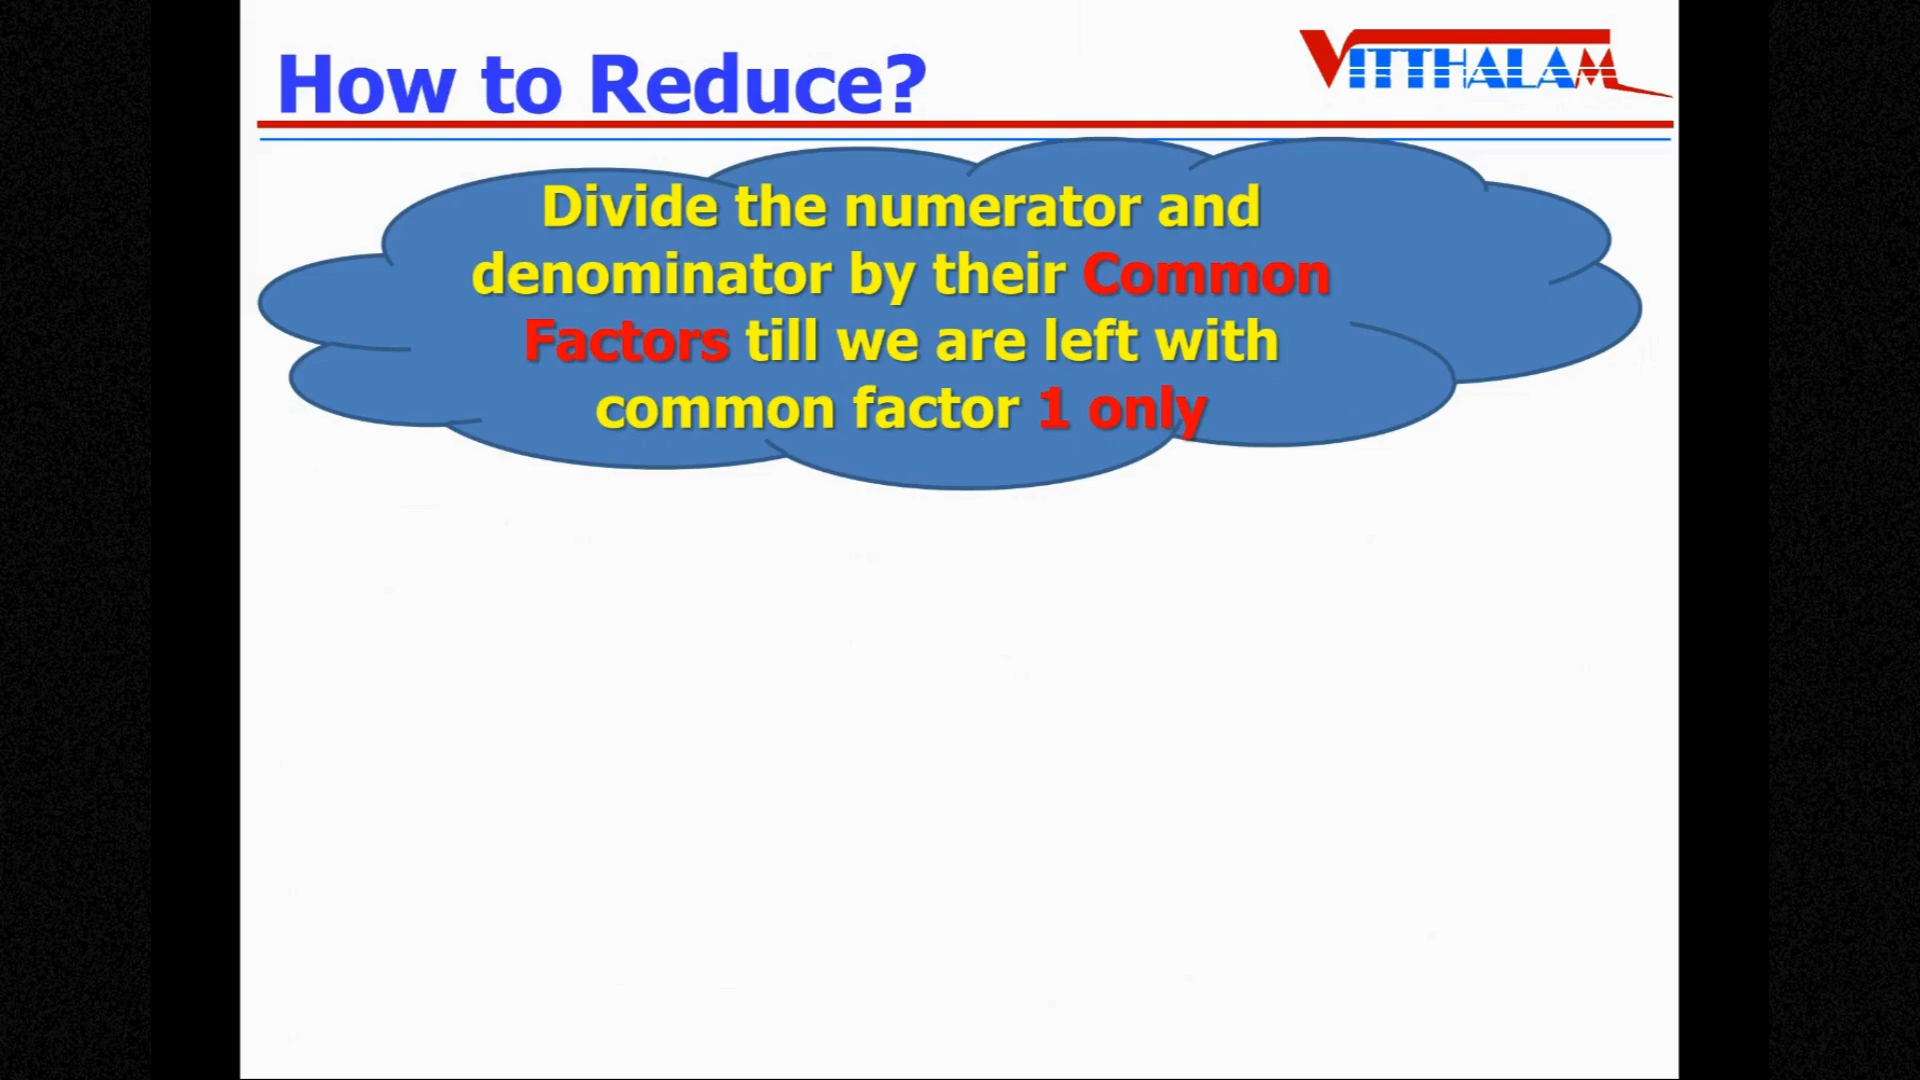 How to Reduce?
VITTHALAM
Divide the numerator and
denominator by their Common
Factors till we are left with
common factor 1 only